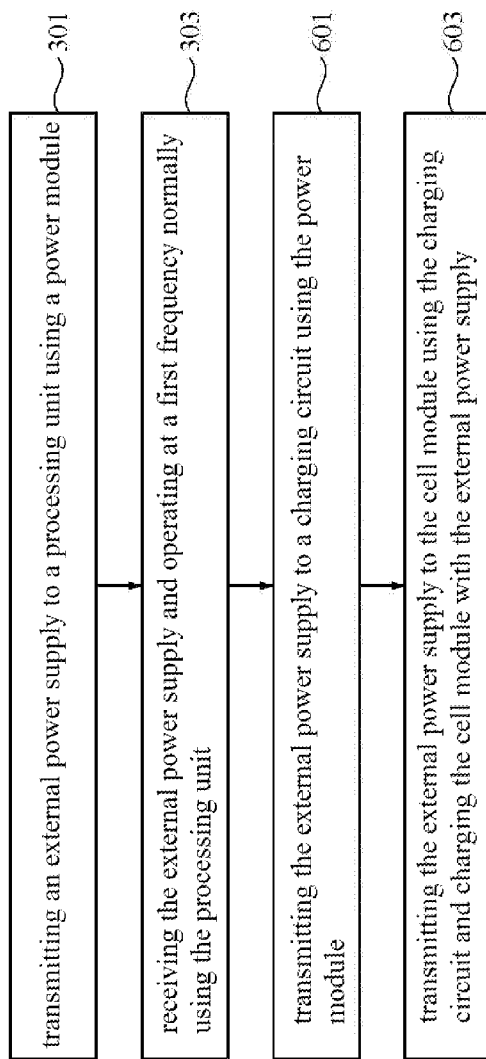 transmitting an external power supply to a processing unit using a power module
301
receiving the external power supply and operating at a first frequency normally
using the processing unit
303
transmitting the external power supply to a charging circuit using the power
module
601
transmitting the external power supply to the cell module using the charging
circuit and charging the cell module with the external power supply
603